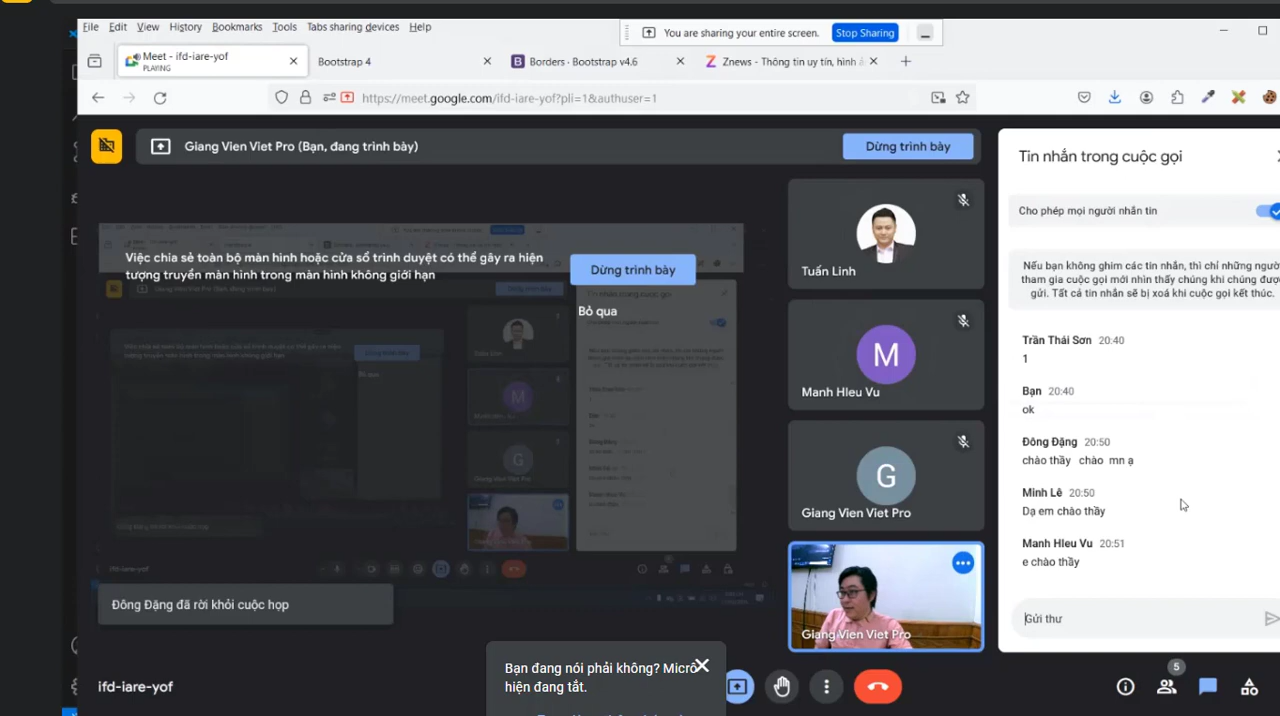 File Edit View History Bookmarks Tools Tabs sharing devices Help
You are sharing your entire screen. Stop Sharing
Meet - ifd-iare-yof
PLAYING
Bootstrap 4
Borders · Bootstrap v4.6
Znews - Thông tin uy tín, hình ả
https://meet.google.com/ifd-iare-yof?pli=1&authuser=1
Giang Vien Viet Pro (Bạn, đang trình bày)
Dừng trình bày
Việc chia sẻ toàn bộ màn hình hoặc cửa sổ trình duyệt có thể gây ra hiện
tượng truyền màn hình trong màn hình không giới hạn
Dừng trình bày
Bỏ qua
Đông Đặng đã rời khỏi cuộc họp
Tuấn Linh
M
Manh HIeu Vu
G
Giang Vien Viet Pro
Giang Vien Viet Pro
Tin nhắn trong cuộc gọi
Cho phép mọi người nhắn tin
Nếu bạn không ghim các tin nhắn, thì chỉ những người
tham gia cuộc gọi mới nhìn thấy chúng khi chúng được
gửi. Tất cả tin nhắn sẽ bị xoá khi cuộc gọi kết thúc.
Trần Thái Sơn 20:40
1
Bạn 20:40
ok
Đông Đặng 20:50
chào thầy chào mn ạ
Minh Lê 20:50
Dạ em chào thầy
Manh HIeu Vu 20:51
e chào thầy
Gửi thư
Bạn đang nói phải không? Micrô
hiện đang tắt.
ifd-iare-yof
5